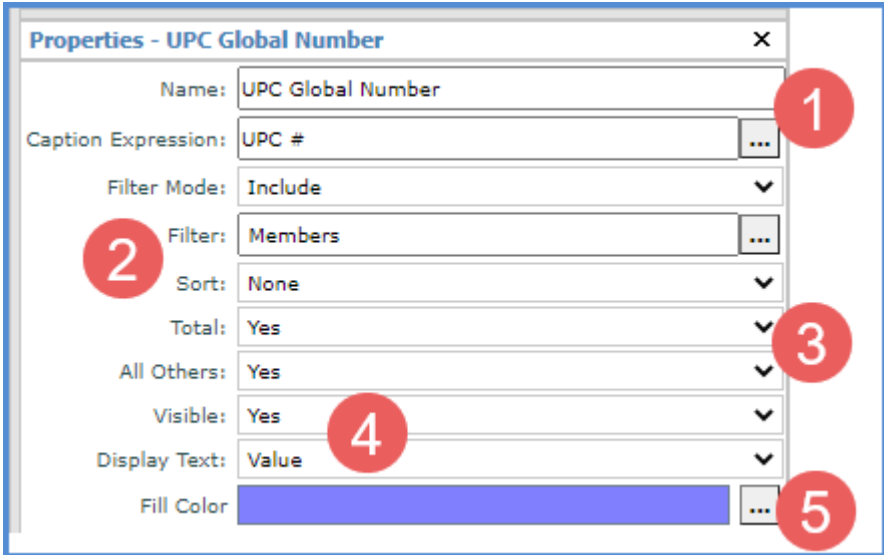 Properties - UPC Global Number ×
Name: UPC Global Number
1
Caption Expression: UPC # ...
Filter Mode: Include
2
Filter: Members ...
Sort: None
Total: Yes
3
All Others: Yes
Visible: Yes
4
Display Text: Value
Fill Color ...
5